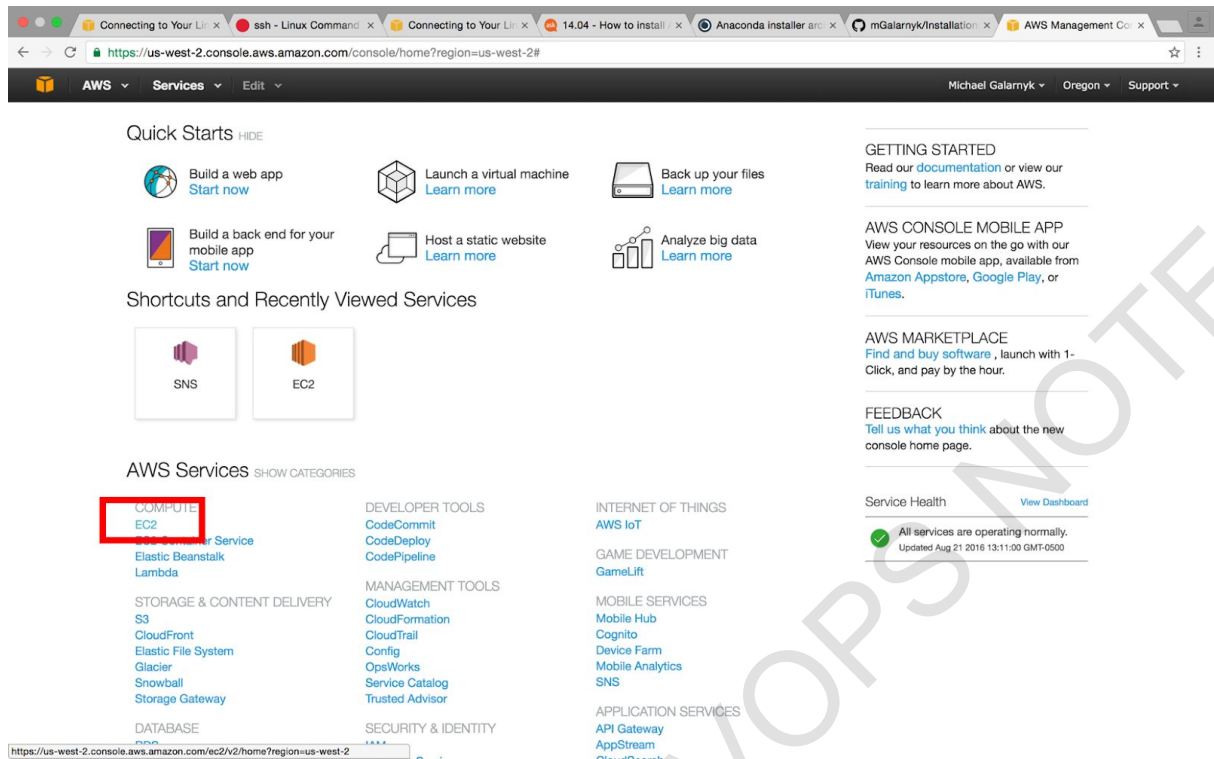 Connecting to Your Lin
ssh - Linux Command
Connecting to Your Lin
14.04 - How to install
Anaconda installer arc
mGalarnyk/Installation
AWS Management Co
https://us-west-2.console.aws.amazon.com/console/home?region=us-west-2#
AWS Services Edit
Michael Galarnyk Oregon Support
Quick Starts HIDE
Build a web app
Start now
Launch a virtual machine
Learn more
Back up your files
Learn more
Build a back end for your
mobile app
Start now
Host a static website
Learn more
Analyze big data
Learn more
Shortcuts and Recently Viewed Services
SNS
EC2
AWS Services SHOW CATEGORIES
COMPUTE
EC2
EC2 Container Service
Elastic Beanstalk
Lambda
STORAGE & CONTENT DELIVERY
S3
CloudFront
Elastic File System
Glacier
Snowball
Storage Gateway
DATABASE
DEVELOPER TOOLS
CodeCommit
CodeDeploy
CodePipeline
MANAGEMENT TOOLS
CloudWatch
CloudFormation
CloudTrail
Config
OpsWorks
Service Catalog
Trusted Advisor
SECURITY & IDENTITY
INTERNET OF THINGS
AWS IoT
GAME DEVELOPMENT
GameLift
MOBILE SERVICES
Mobile Hub
Cognito
Device Farm
Mobile Analytics
SNS
APPLICATION SERVICES
API Gateway
AppStream
GETTING STARTED
Read our documentation or view our
training to learn more about AWS.
AWS CONSOLE MOBILE APP
View your resources on the go with our
AWS Console mobile app, available from
Amazon Appstore, Google Play, or
iTunes.
AWS MARKETPLACE
Find and buy software , launch with 1-
Click, and pay by the hour.
FEEDBACK
Tell us what you think about the new
console home page.
Service Health View Dashboard
All services are operating normally.
Updated Aug 21 2016 13:11:00 GMT-0500
https://us-west-2.console.aws.amazon.com/ec2/v2/home?region=us-west-2